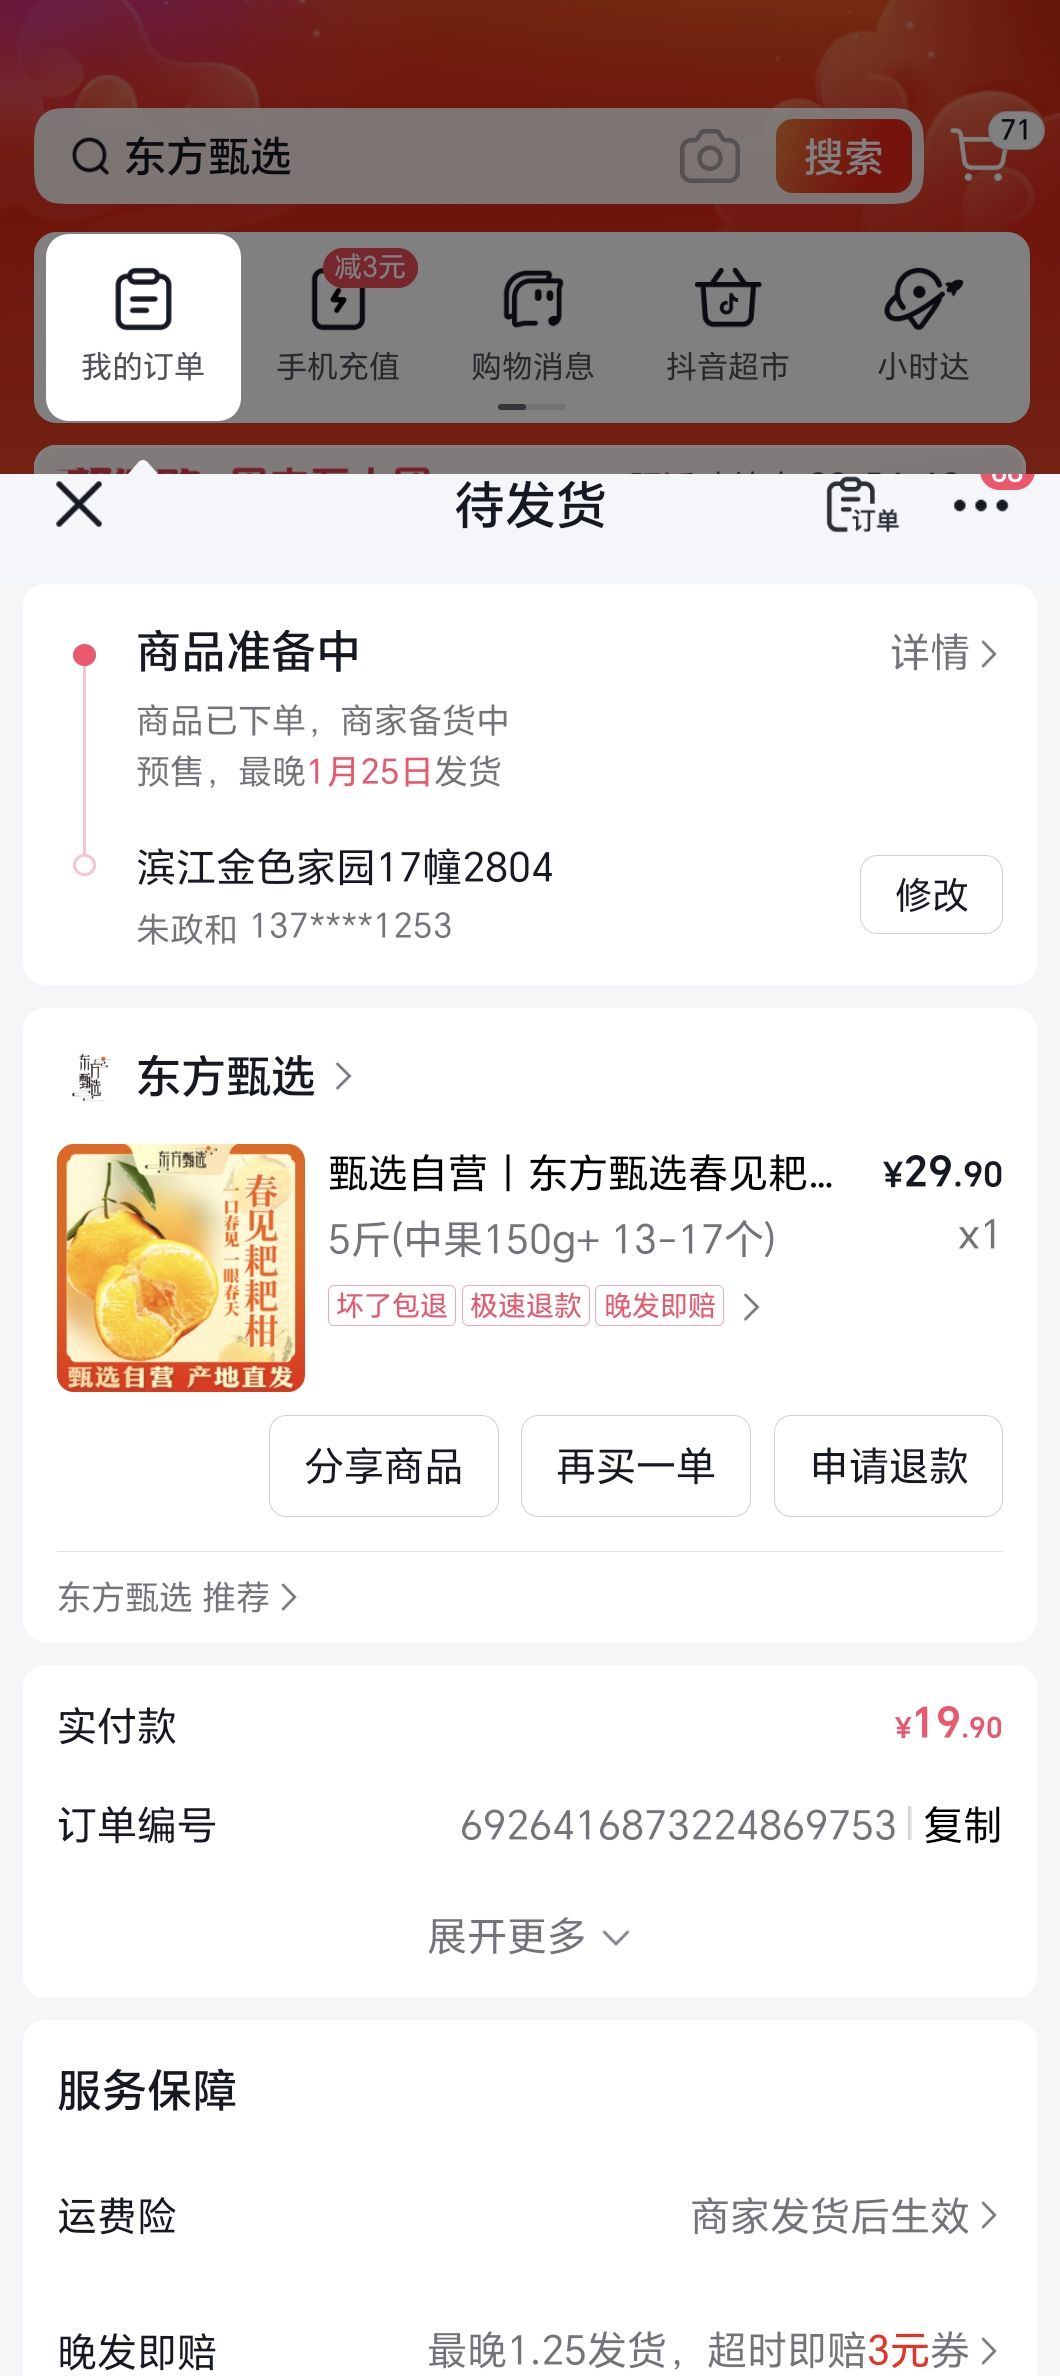 东方甄选
搜索
71
减3元
我的订单
手机充值
购物消息
抖音超市
小时达
待发货
订单
商品准备中
详情
商品已下单，商家备货中
预售，最晚1月25日发货
滨江金色家园17幢2804
修改
朱政和 137****1253
东方甄选
东方甄选
东方甄选
春见耙耙柑
一口春见 一眼春天
甄选自营 产地直发
甄选自营丨东方甄选春见耙...
¥29.90
5斤(中果150g+ 13-17个)
x1
坏了包退
极速退款
晚发即赔
分享商品
再买一单
申请退款
东方甄选 推荐
实付款
¥19.90
订单编号
6926416873224869753
复制
展开更多
服务保障
运费险
商家发货后生效
晚发即赔
最晚1.25发货，超时即赔3元券